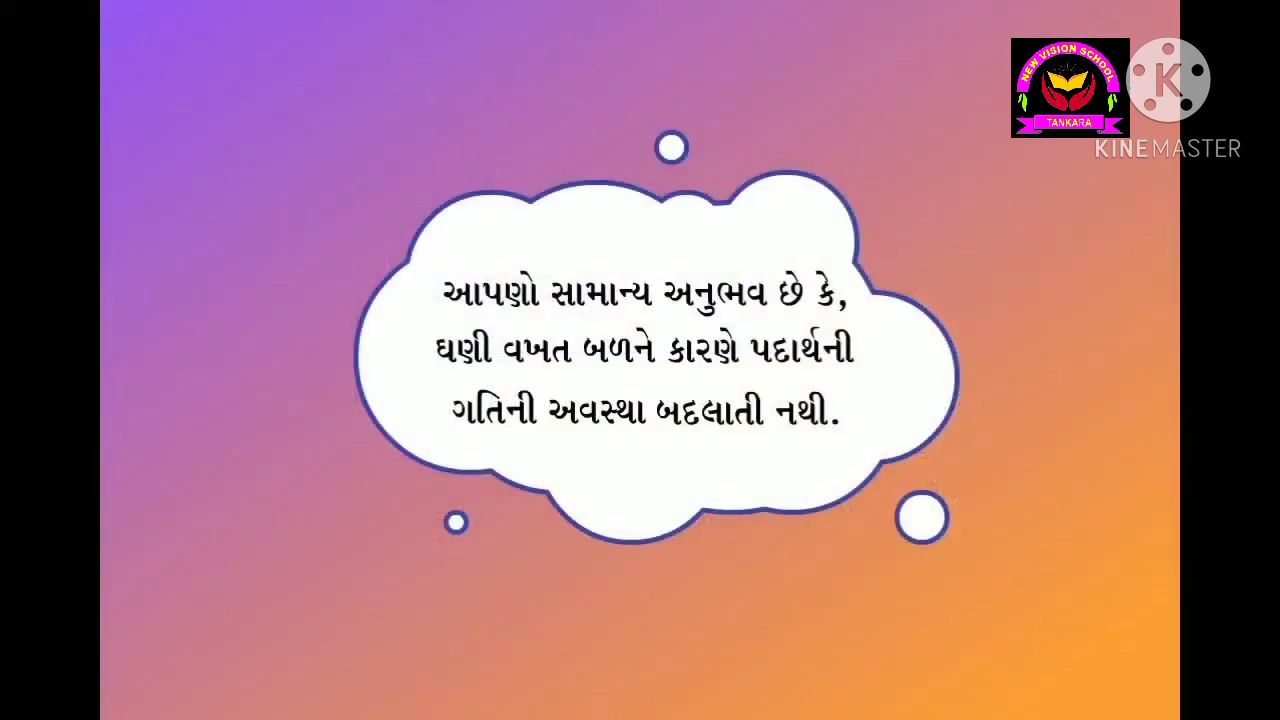 NEW VISION SCHOOL
TANKARA
K
KINEMASTER
આપણો સામાન્ય અનુભવ છે કે,
ઘણી વખત બળને કારણે પદાર્થની
ગતિની અવસ્થા બદલાતી નથી.